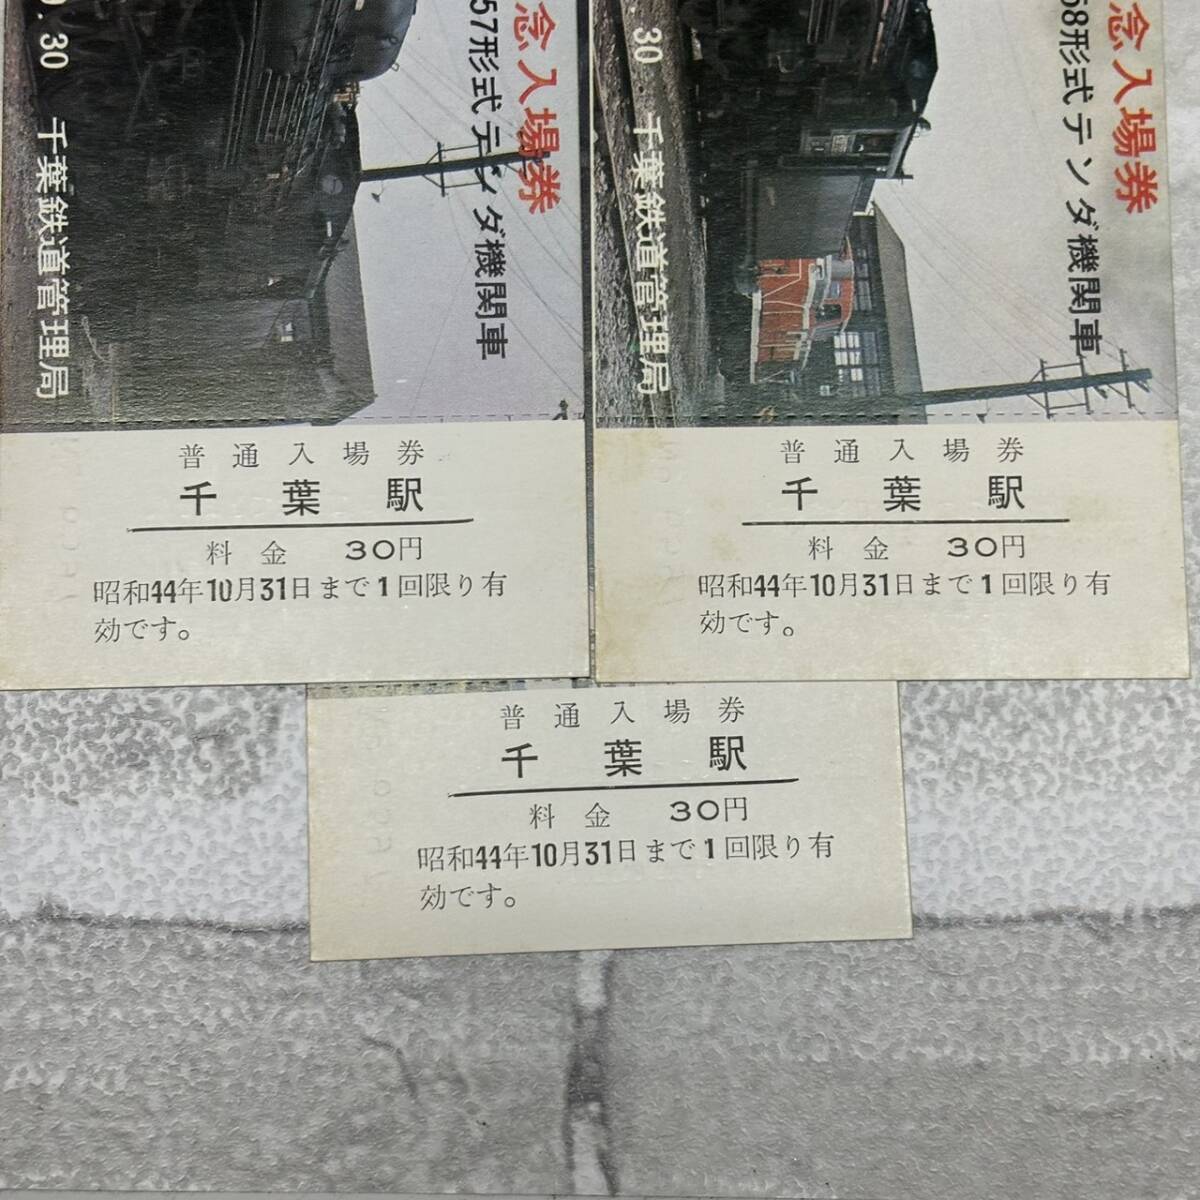 念入場券
57形式テンダ機関車
.30 千葉鉄道管理局
普通入場券
千葉駅
料金 30円
昭和44年10月31日まで1回限り有
効です。
念入場券
58形式テンダ機関車
30 千葉鉄道管理局
普通入場券
千葉駅
料金 30円
昭和44年10月31日まで1回限り有
効です。
普通入場券
千葉駅
料金 30円
昭和44年10月31日まで1回限り有
効です。